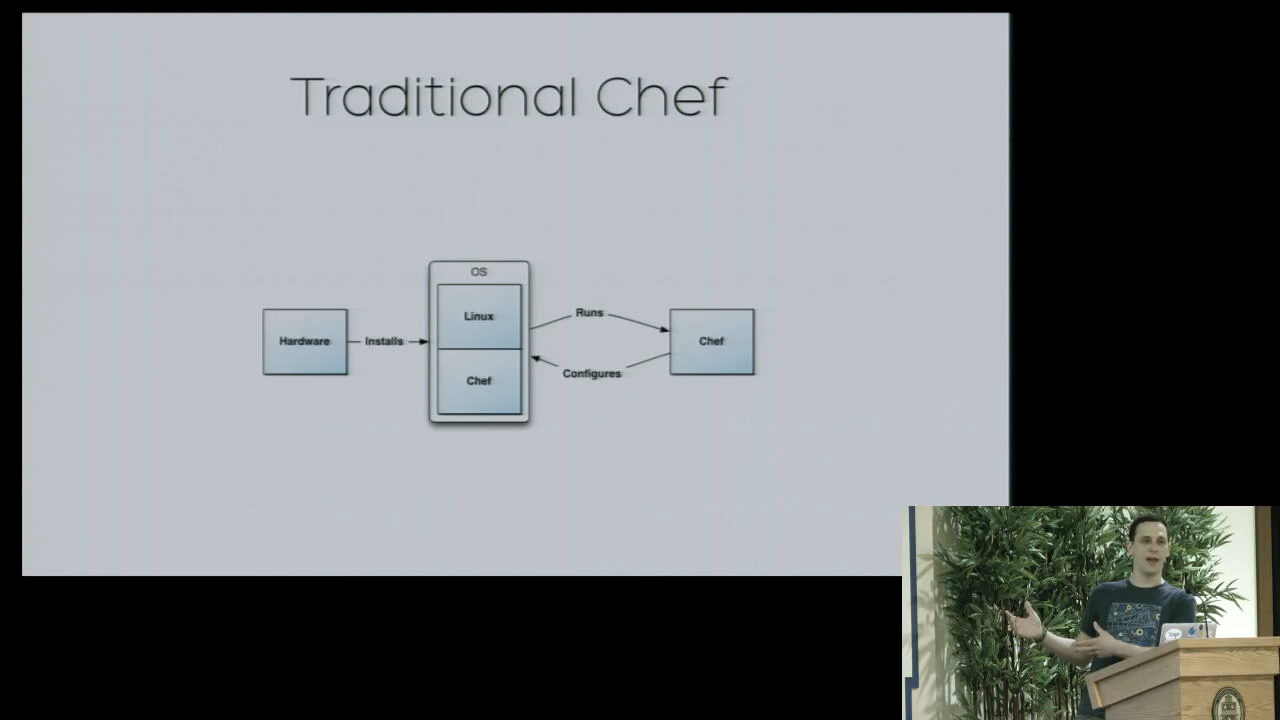 Traditional Chef
OS
Linux
Runs
Hardware
Installs
Chef
Chef
Configures